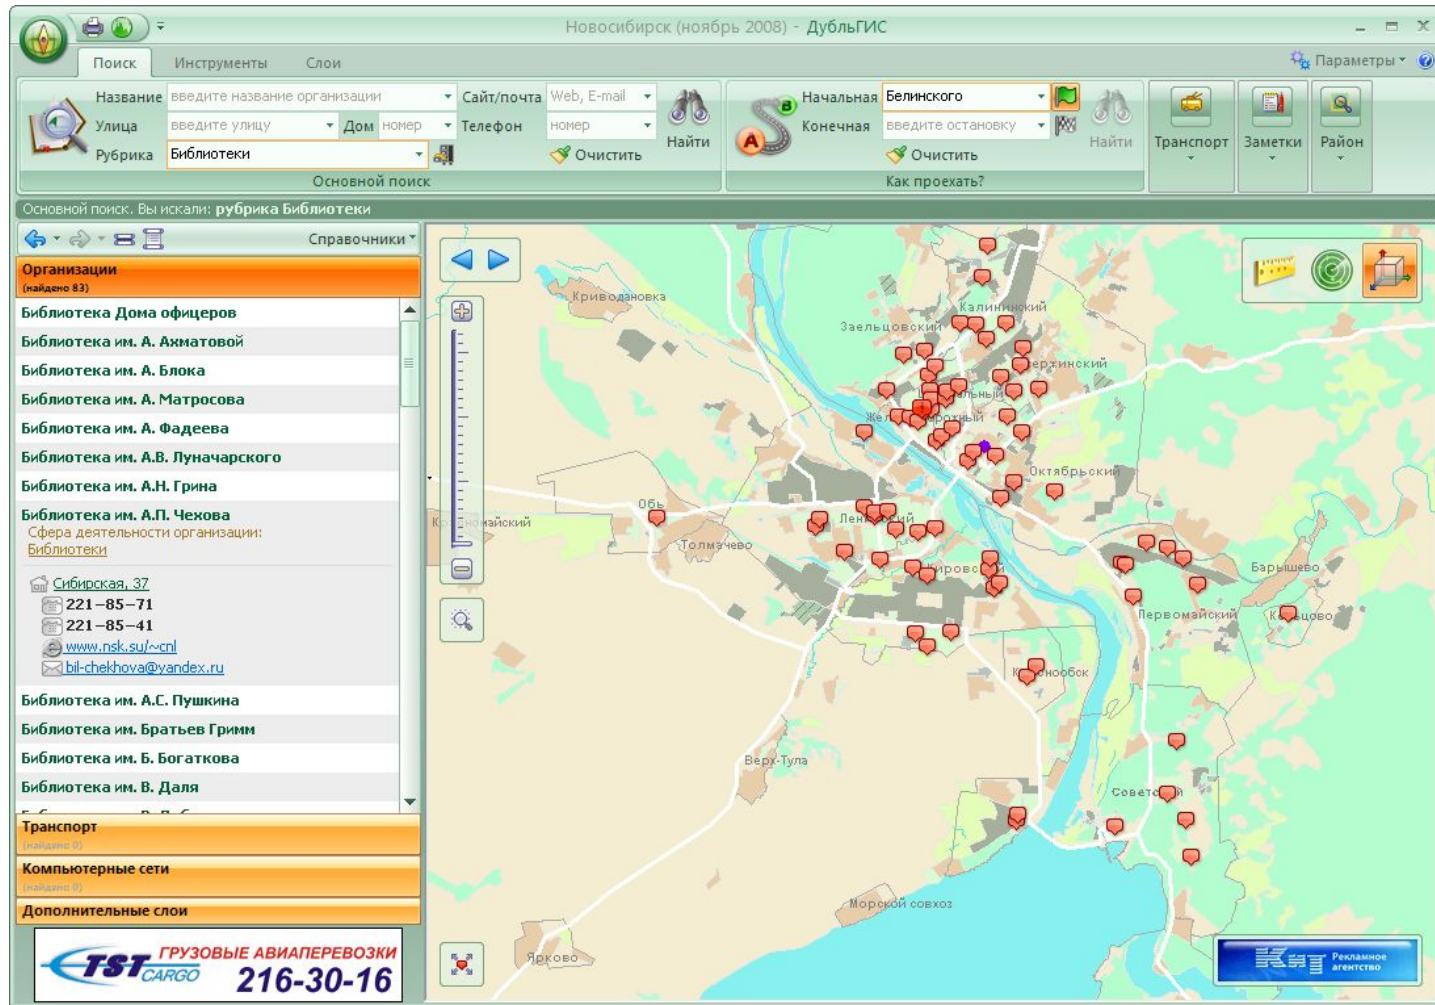 Новосибирск (ноябрь 2008) - ДубльГИС
Поиск Инструменты Слои Параметры
Название введите название организации Сайт/почта Web, E-mail
Улица введите улицу Дом номер Телефон номер
Рубрика Библиотеки Очистить Найти
Основной поиск
A B Начальная Белинского
Конечная введите остановку
Очистить Найти
Как проехать?
Транспорт Заметки Район
Основной поиск. Вы искали: рубрика Библиотеки
Справочники
Организации
(найдено 83)
Библиотека Дома офицеров
Библиотека им. А. Ахматовой
Библиотека им. А. Блока
Библиотека им. А. Матросова
Библиотека им. А. Фадеева
Библиотека им. А.В. Луначарского
Библиотека им. А.Н. Грина
Библиотека им. А.П. Чехова
Сфера деятельности организации:
Библиотеки
Сибирская, 37
221-85-71
221-85-41
www.nsk.su/~cnl
bil-chekhova@yandex.ru
Библиотека им. А.С. Пушкина
Библиотека им. Братьев Гримм
Библиотека им. Б. Богаткова
Библиотека им. В. Даля
Транспорт
(найдено 0)
Компьютерные сети
(найдено 0)
Дополнительные слои
TST CARGO
ГРУЗОВЫЕ АВИАПЕРЕВОЗКИ
216-30-16
Криводановка
Калининский
Заельцовский
Октябрьский
Обь
Толмачево
Кировский
Барышево
Первомайский
Верх-Тула
Советский
Морской совхоз
Ярково
Кит Рекламное
агентство